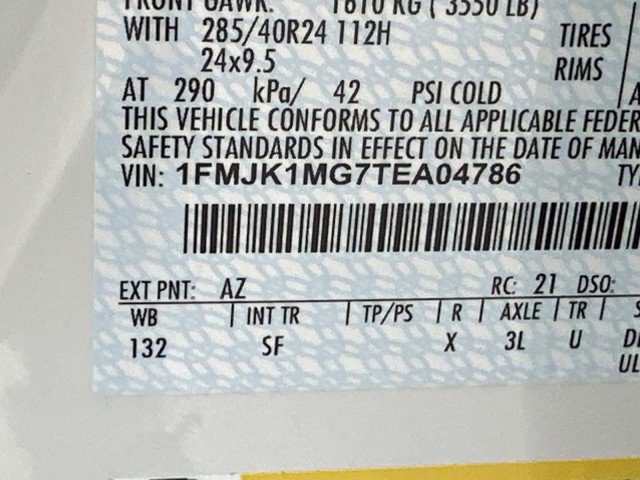 FRONT GAWR: 1610 KG ( 3550 LB)
WITH 285/40R24 112H TIRES
24x9.5 RIMS
AT 290 kPa/ 42 PSI COLD
THIS VEHICLE CONFORMS TO ALL APPLICABLE FEDER
SAFETY STANDARDS IN EFFECT ON THE DATE OF MAN
VIN: 1FMJK1MG7TEA04786 TY
EXT PNT: AZ RC: 21 DSO:
WB | INT TR | TP/PS | R | AXLE | TR | S
132 SF X 3L U D
UL